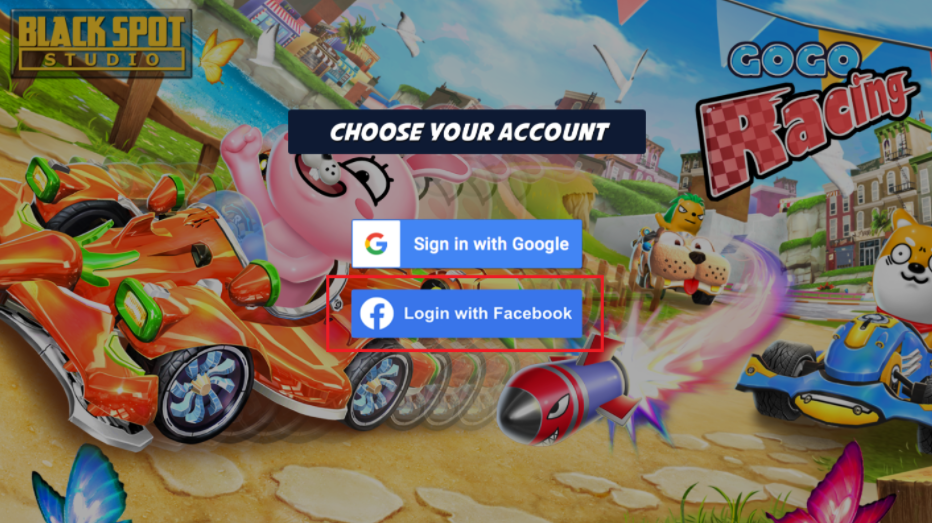 BLACK SPOT
STUDIO
GOGO
Racing
CHOOSE YOUR ACCOUNT
Sign in with Google
Login with Facebook